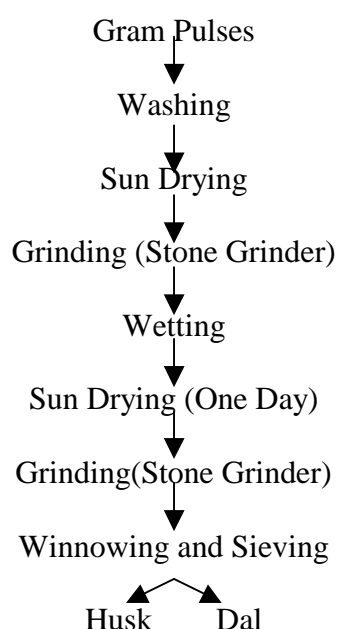 Gram Pulses
Washing
Sun Drying
Grinding (Stone Grinder)
Wetting
Sun Drying (One Day)
Grinding(Stone Grinder)
Winnowing and Sieving
Husk Dal